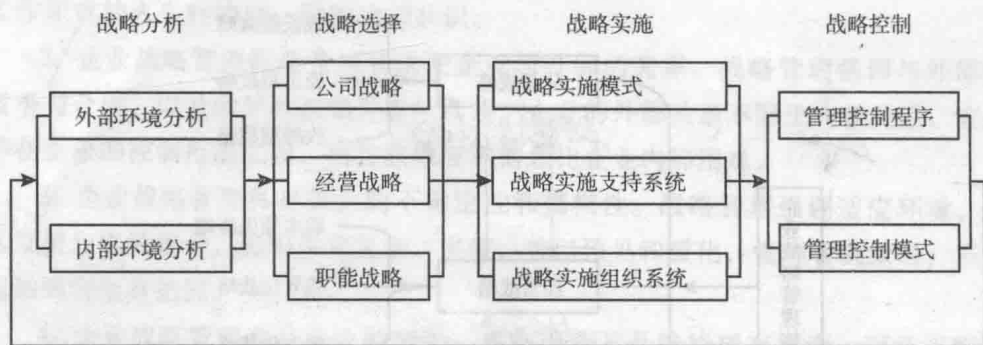 战略分析 战略选择 战略实施 战略控制
公司战略 战略实施模式
外部环境分析 管理控制程序
经营战略 战略实施支持系统
内部环境分析 管理控制模式
职能战略 战略实施组织系统